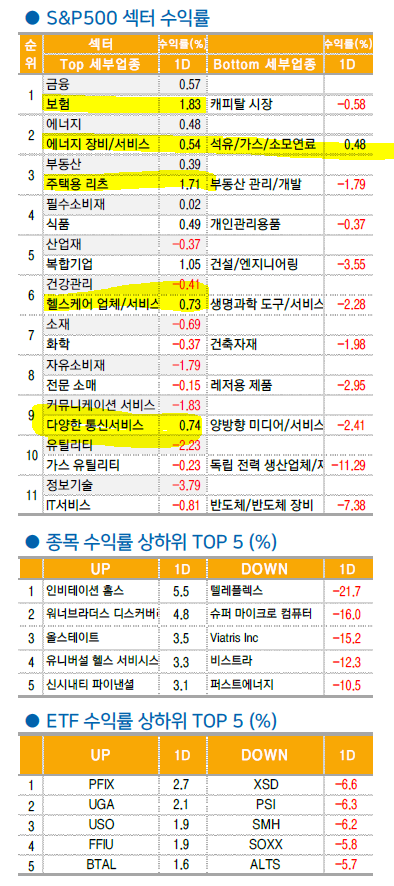 ● S&P500 섹터 수익률
순위 섹터 수익률(%) 수익률(%)
Top 세부업종 1D Bottom 세부업종 1D
1 금융 0.57
보험 1.83 캐피탈 시장 -0.58
2 에너지 0.48
에너지 장비/서비스 0.54 석유/가스/소모연료 0.48
3 부동산 0.39
주택용 리츠 1.71 부동산 관리/개발 -1.79
4 필수소비재 0.02
식품 0.49 개인관리용품 -0.37
5 산업재 -0.37
복합기업 1.05 건설/엔지니어링 -3.55
6 건강관리 -0.41
헬스케어 업체/서비스 0.73 생명과학 도구/서비스 -2.28
7 소재 -0.69
화학 -0.37 건축자재 -1.98
8 자유소비재 -1.79
전문 소매 -0.15 레저용 제품 -2.95
9 커뮤니케이션 서비스 -1.83
다양한 통신서비스 0.74 양방향 미디어/서비스 -2.41
10 유틸리티 -2.23
가스 유틸리티 -0.23 독립 전력 생산업체/ -11.29
11 정보기술 -3.79
IT서비스 -0.81 반도체/반도체 장비 -7.38
● 종목 수익률 상하위 TOP 5 (%)
UP 1D DOWN 1D
1 인비테이션 홈스 5.5 텔레플렉스 -21.7
2 워너브라더스 디스커버리 4.8 슈퍼 마이크로 컴퓨터 -16.0
3 올스테이트 3.5 Viatris Inc -15.2
4 유니버설 헬스 서비시스 3.3 비스트라 -12.3
5 신시내티 파이낸셜 3.1 퍼스트에너지 -10.5
● ETF 수익률 상하위 TOP 5 (%)
UP 1D DOWN 1D
1 PFIX 2.7 XSD -6.6
2 UGA 2.1 PSI -6.3
3 USO 1.9 SMH -6.2
4 FFIU 1.9 SOXX -5.8
5 BTAL 1.6 ALTS -5.7